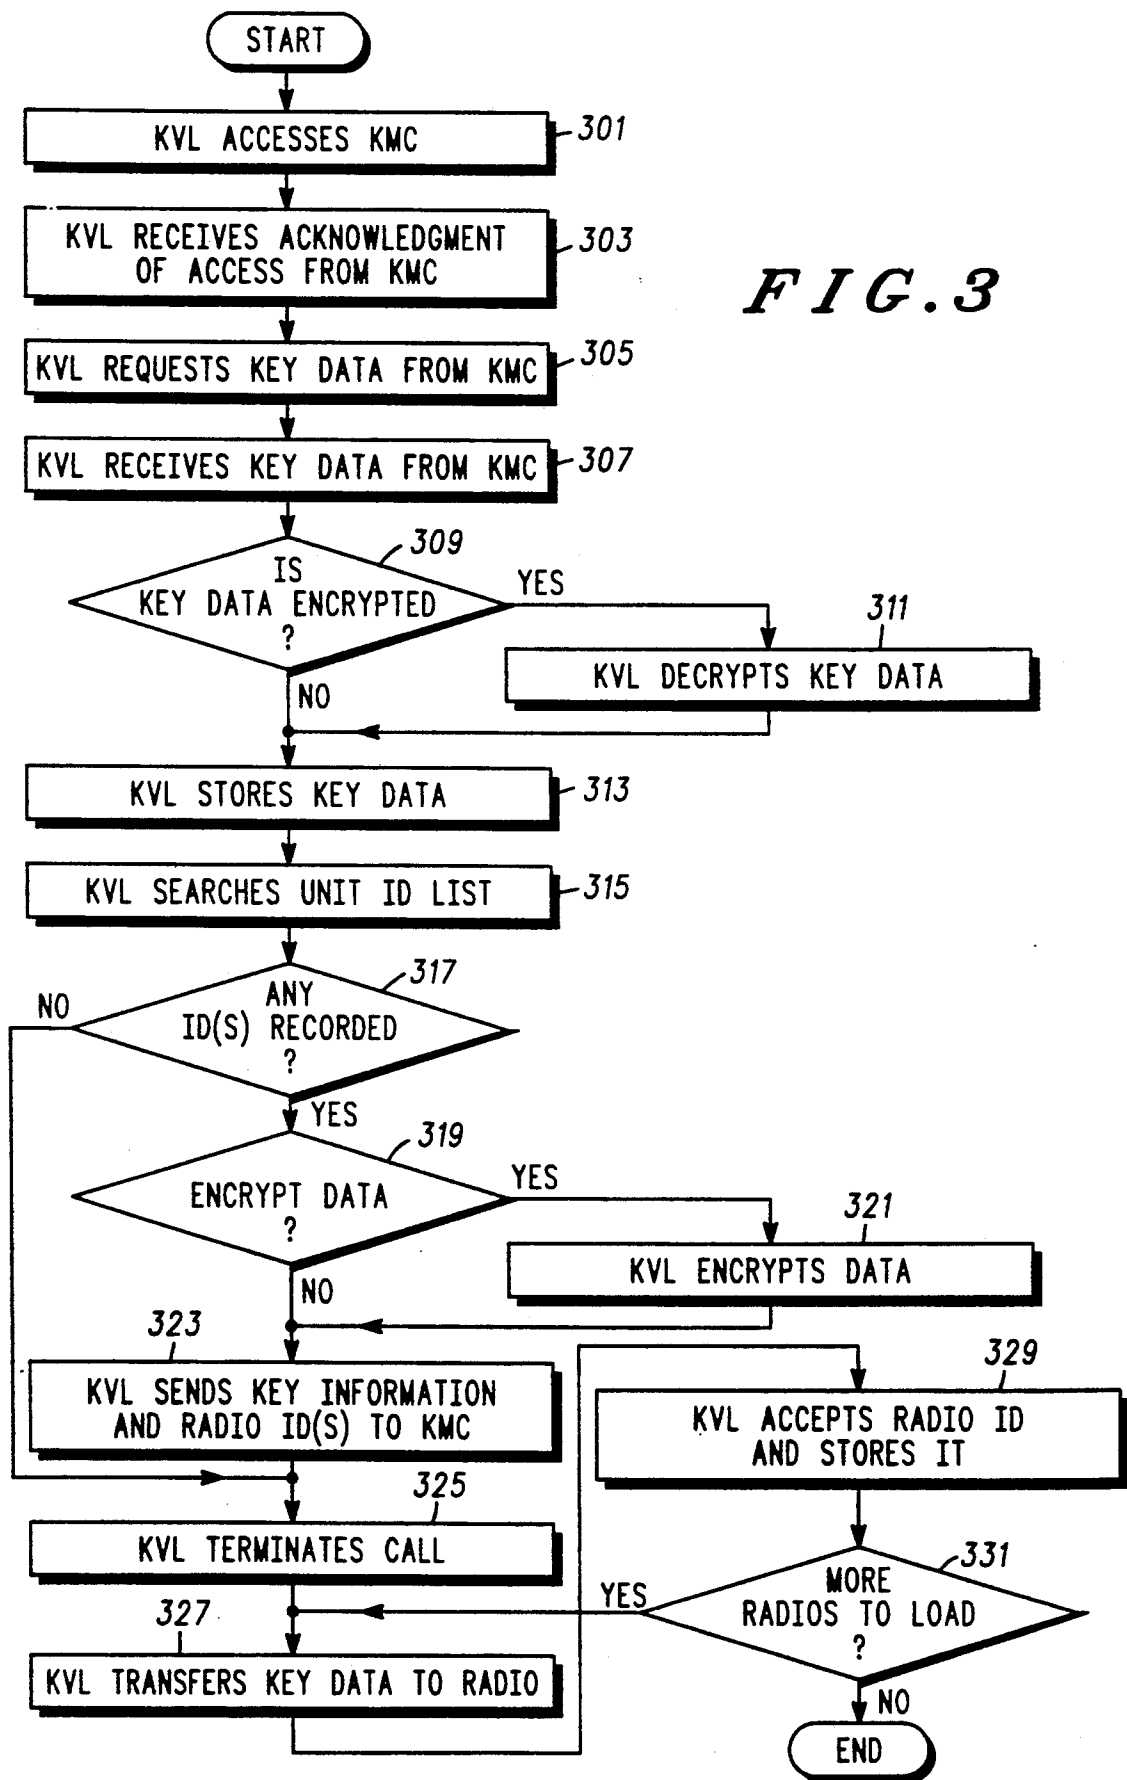 START
KVL ACCESSES KMC
301
KVL RECEIVES ACKNOWLEDGMENT
OF ACCESS FROM KMC
303
FIG.3
KVL REQUESTS KEY DATA FROM KMC
305
KVL RECEIVES KEY DATA FROM KMC
307
309
IS
KEY DATA ENCRYPTED
?
YES
NO
311
KVL DECRYPTS KEY DATA
KVL STORES KEY DATA
313
KVL SEARCHES UNIT ID LIST
315
317
ANY
ID(S) RECORDED
?
NO
YES
319
ENCRYPT DATA
?
YES
NO
321
KVL ENCRYPTS DATA
323
KVL SENDS KEY INFORMATION
AND RADIO ID(S) TO KMC
325
KVL TERMINATES CALL
327
KVL TRANSFERS KEY DATA TO RADIO
329
KVL ACCEPTS RADIO ID
AND STORES IT
331
MORE
RADIOS TO LOAD
?
YES
NO
END